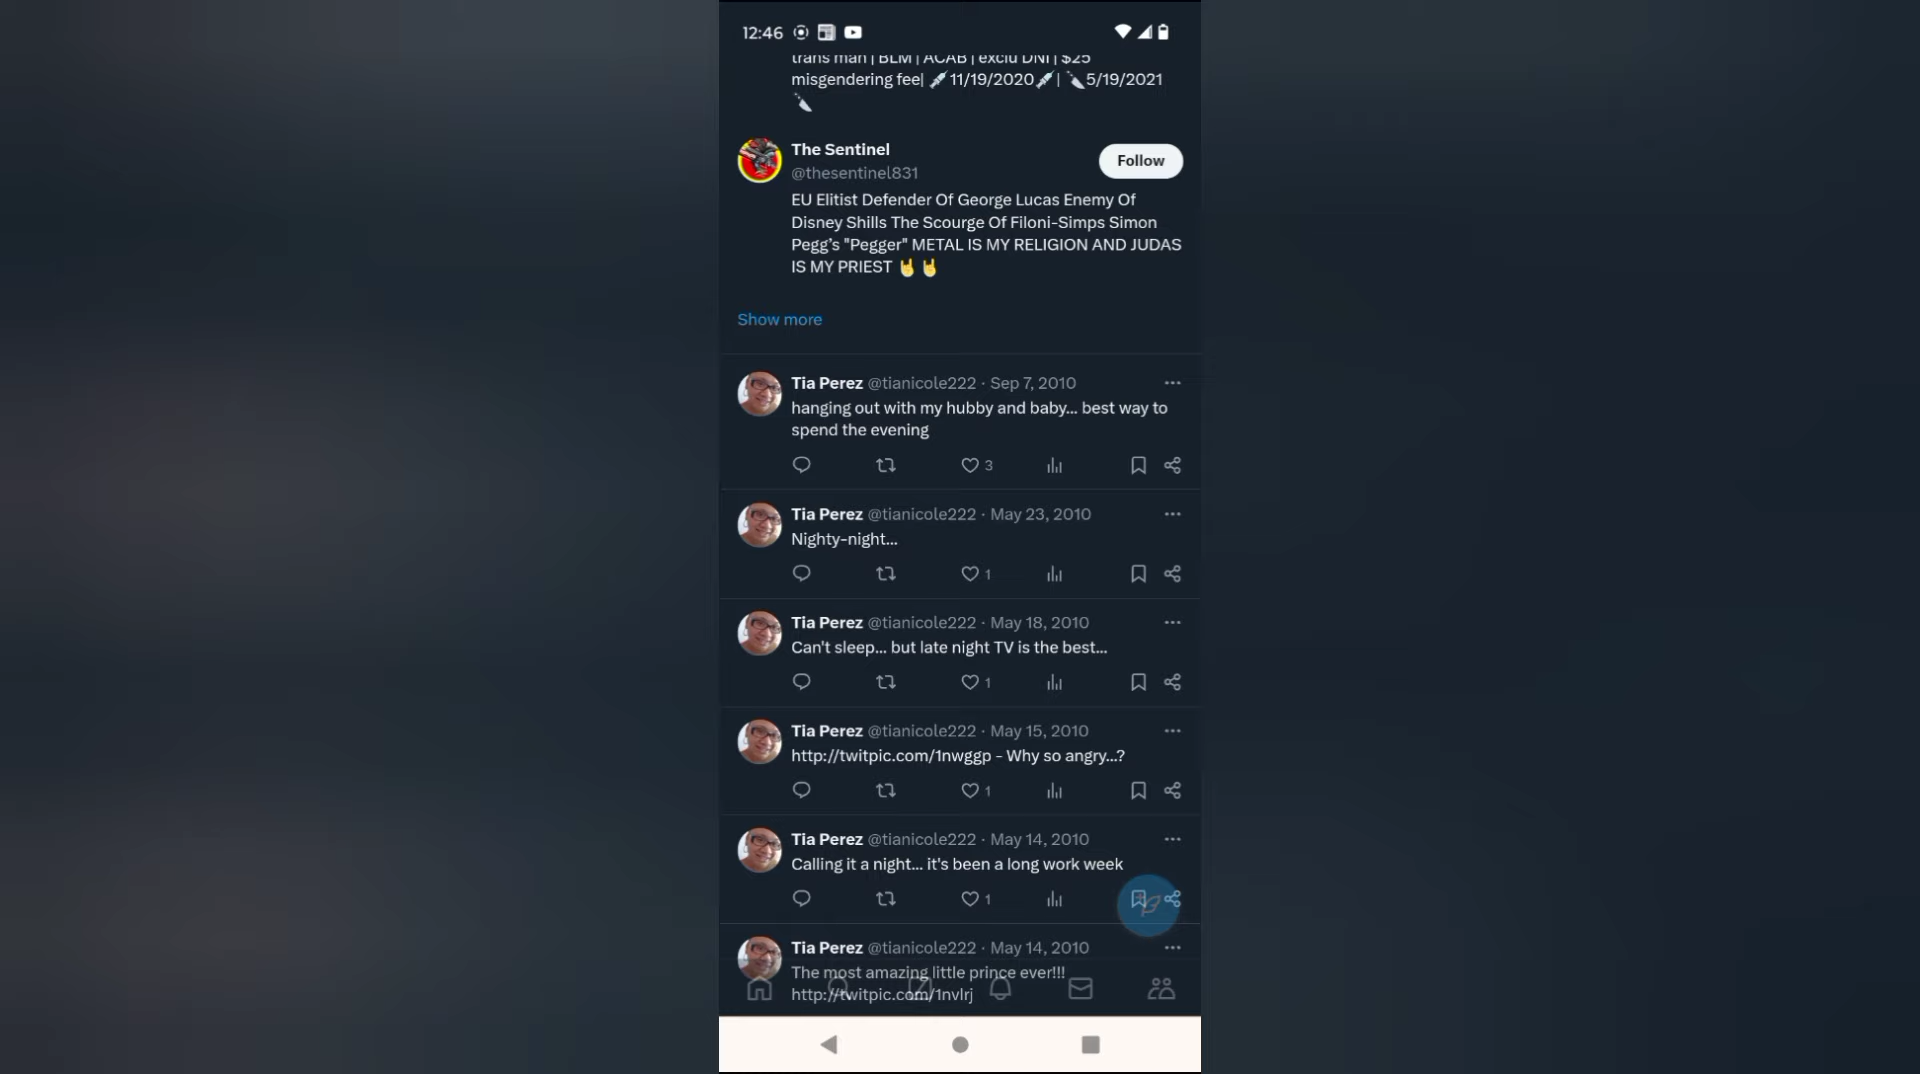 12:46
trans man | BLM | ACAB | exclu DNI | $25
misgendering fee| 11/19/2020 | 5/19/2021
The Sentinel
Follow
@thesentinel831
EU Elitist Defender Of George Lucas Enemy Of
Disney Shills The Scourge Of Filoni-Simps Simon
Pegg's "Pegger" METAL IS MY RELIGION AND JUDAS
IS MY PRIEST 🤘🤘
Show more
Tia Perez @tianicole222 · Sep 7, 2010
hanging out with my hubby and baby... best way to
spend the evening
3
Tia Perez @tianicole222 · May 23, 2010
Nighty-night...
1
Tia Perez @tianicole222 · May 18, 2010
Can't sleep... but late night TV is the best...
1
Tia Perez @tianicole222 · May 15, 2010
http://twitpic.com/1nwggp - Why so angry...?
1
Tia Perez @tianicole222 · May 14, 2010
Calling it a night... it's been a long work week
1
Tia Perez @tianicole222 · May 14, 2010
The most amazing little prince ever!!!
http://twitpic.com/1nvlrj